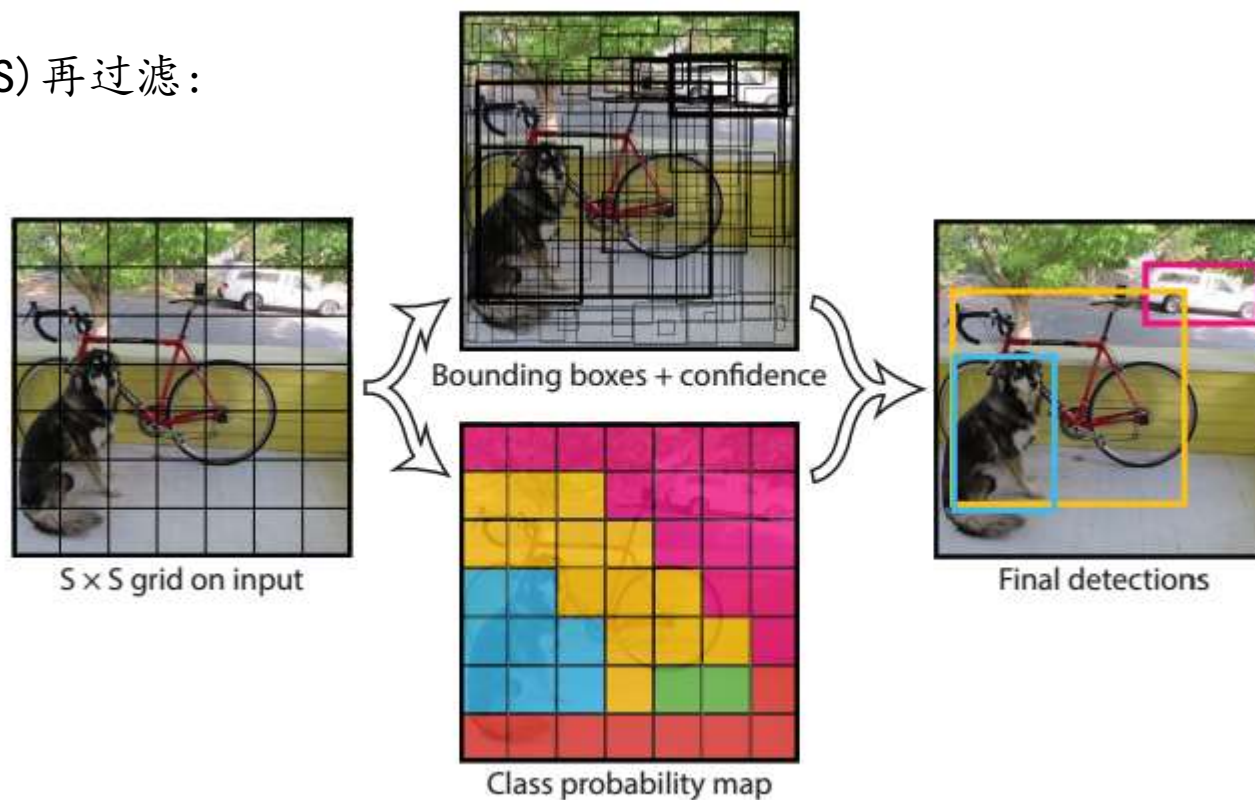 S)再过滤:
Bounding boxes + confidence
S × S grid on input
Final detections
Class probability map